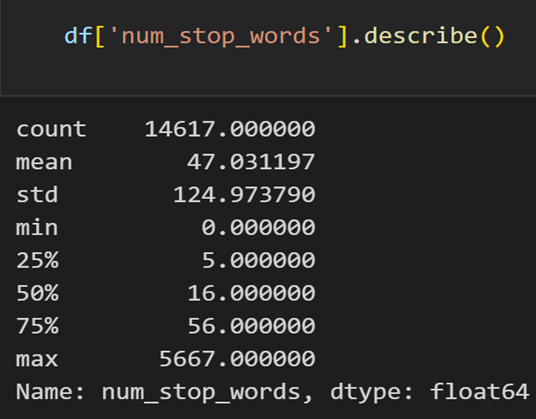 df['num_stop_words'].describe()
count 14617.000000
mean 47.031197
std 124.973790
min 0.000000
25% 5.000000
50% 16.000000
75% 56.000000
max 5667.000000
Name: num_stop_words, dtype: float64